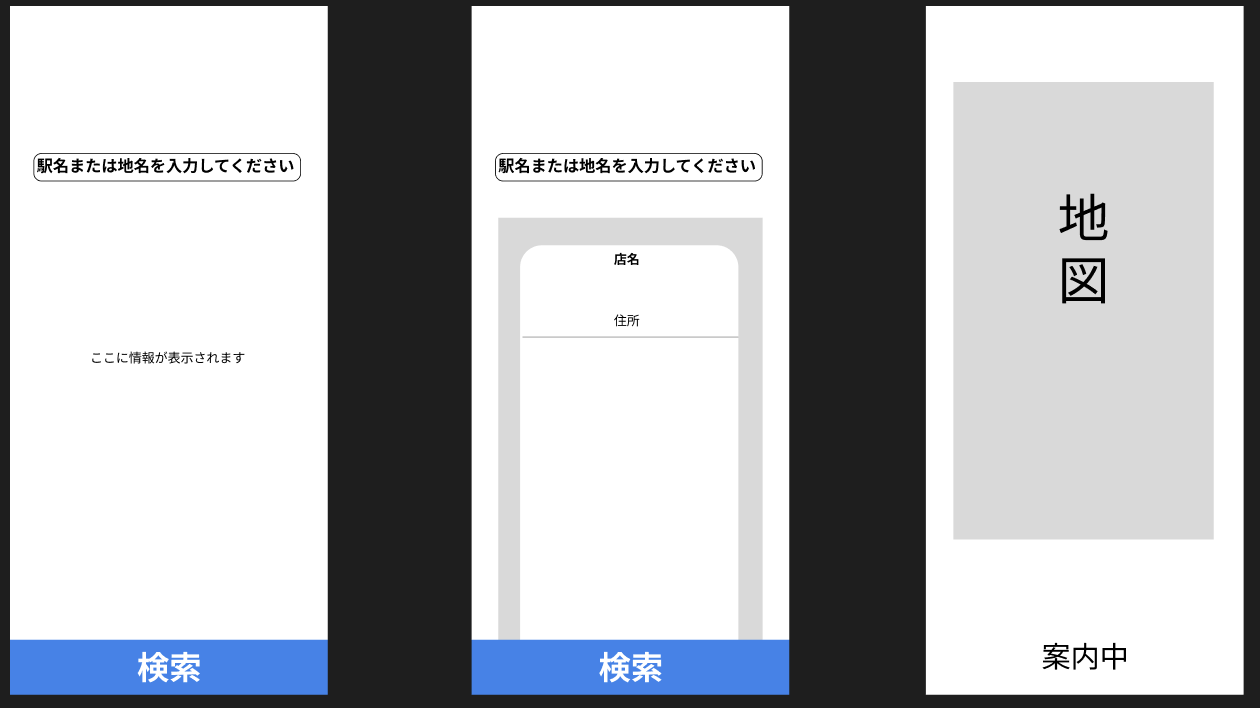 駅名または地名を入力してください
ここに情報が表示されます
検索
駅名または地名を入力してください
店名
住所
検索
地
図
案内中